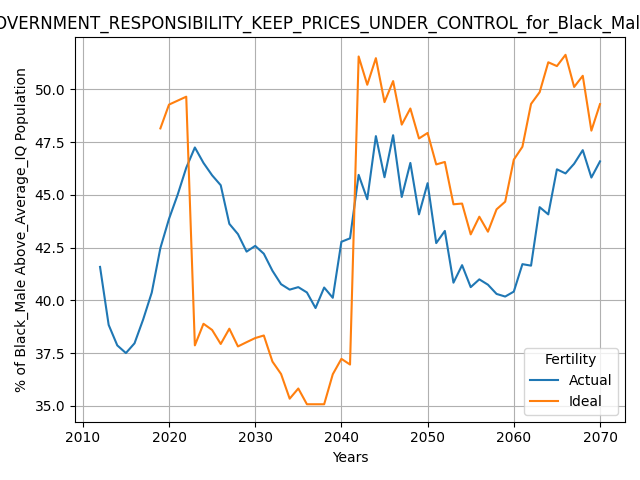 OVERNMENT_RESPONSIBILITY_KEEP_PRICES_UNDER_CONTROL_for_Black_Mal
% of Black_Male Above_Average_IQ Population
50.0
47.5
45.0
42.5
40.0
37.5
35.0
Fertility
Actual
Ideal
2010 2020 2030 2040 2050 2060 2070
Years